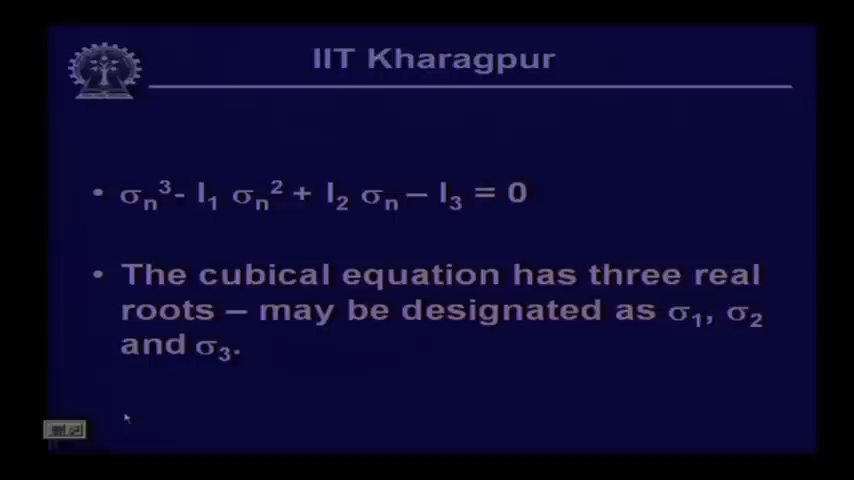 IIT Kharagpur
• σn³- I₁ σn² + I₂ σn – I₃ = 0
• The cubical equation has three real
roots – may be designated as σ₁, σ₂
and σ₃.